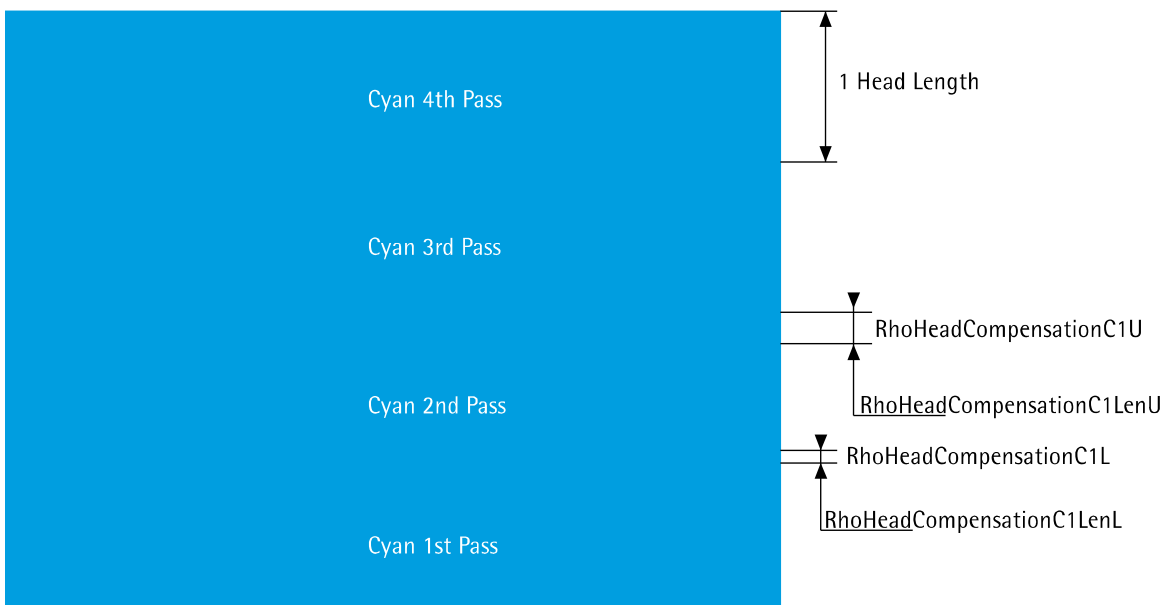 1 Head Length
Cyan 4th Pass
Cyan 3rd Pass
RhoHeadCompensationC1U
Cyan 2nd Pass
RhoHeadCompensationC1LenU
RhoHeadCompensationC1L
RhoHeadCompensationC1LenL
Cyan 1st Pass